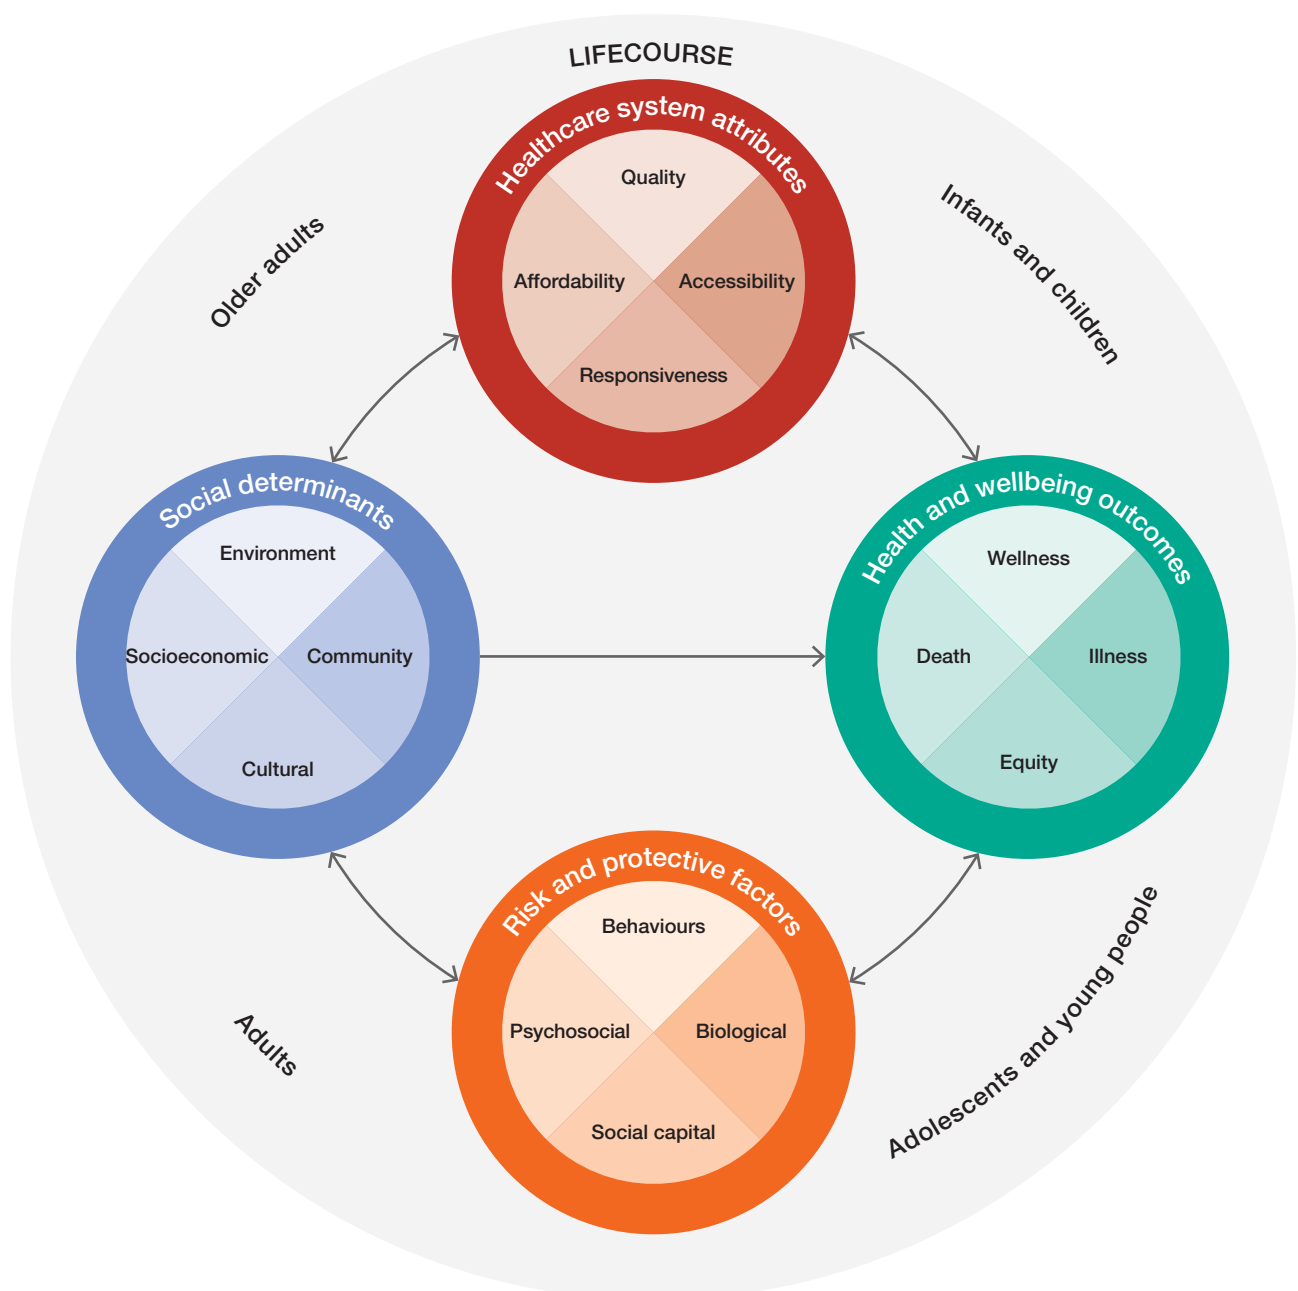 LIFECOURSE
Healthcare system attributes
Quality
Affordability
Accessibility
Responsiveness
Older adults
Infants and children
Social determinants
Environment
Socioeconomic
Community
Cultural
Health and wellbeing outcomes
Wellness
Death
Illness
Equity
Risk and protective factors
Behaviours
Psychosocial
Biological
Social capital
Adults
Adolescents and young people